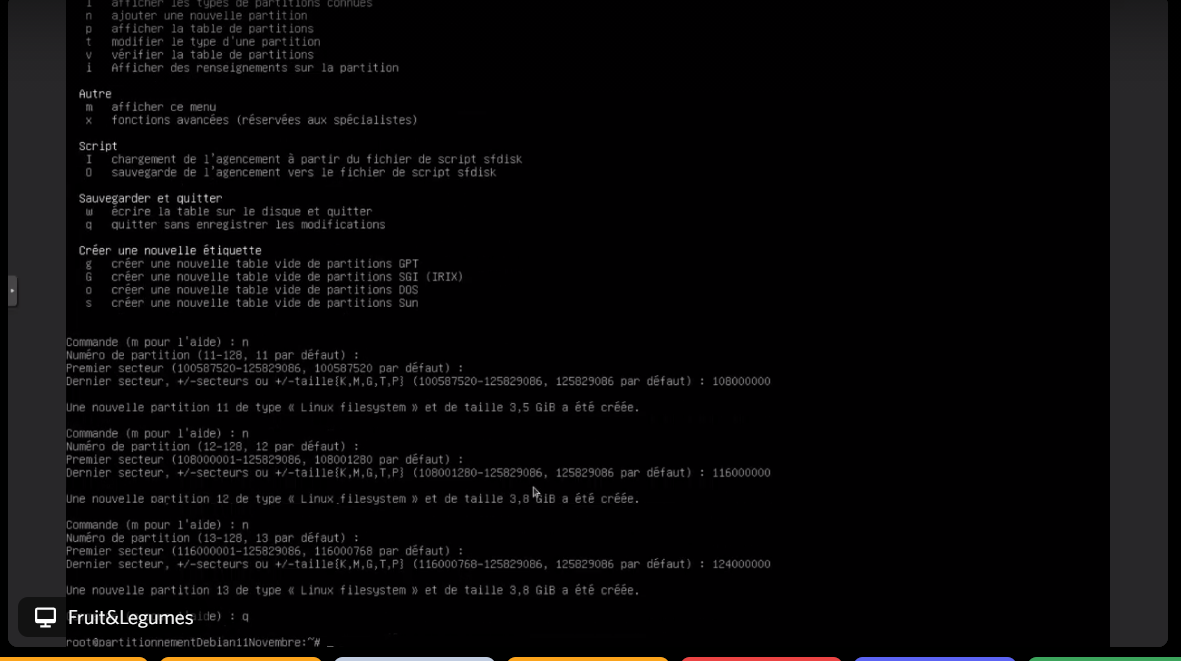 l   afficher les types de partitions connues
n   ajouter une nouvelle partition
p   afficher la table de partitions
t   modifier le type d'une partition
v   vérifier la table de partitions
i   Afficher des renseignements sur la partition
Autre
m   afficher ce menu
x   fonctions avancées (réservées aux spécialistes)
Script
I   chargement de l'agencement à partir du fichier de script sfdisk
O   sauvegarde de l'agencement vers le fichier de script sfdisk
Sauvegarder et quitter
w   écrire la table sur le disque et quitter
q   quitter sans enregistrer les modifications
Créer une nouvelle étiquette
g   créer une nouvelle table vide de partitions GPT
G   créer une nouvelle table vide de partitions SGI (IRIX)
o   créer une nouvelle table vide de partitions DOS
s   créer une nouvelle table vide de partitions Sun
Commande (m pour l'aide) : n
Numéro de partition (11-128, 11 par défaut) :
Premier secteur (100587520-125829086, 100587520 par défaut) :
Dernier secteur, +/-secteurs ou +/-taille{K,M,G,T,P} (100587520-125829086, 125829086 par défaut) : 108000000
Une nouvelle partition 11 de type « Linux filesystem » et de taille 3,5 GiB a été créée.
Commande (m pour l'aide) : n
Numéro de partition (12-128, 12 par défaut) :
Premier secteur (108000001-125829086, 108001280 par défaut) :
Dernier secteur, +/-secteurs ou +/-taille{K,M,G,T,P} (108001280-125829086, 125829086 par défaut) : 116000000
Une nouvelle partition 12 de type « Linux filesystem » et de taille 3,8 GiB a été créée.
Commande (m pour l'aide) : n
Numéro de partition (13-128, 13 par défaut) :
Premier secteur (116000001-125829086, 116000768 par défaut) :
Dernier secteur, +/-secteurs ou +/-taille{K,M,G,T,P} (116000768-125829086, 125829086 par défaut) : 124000000
Une nouvelle partition 13 de type « Linux filesystem » et de taille 3,8 GiB a été créée.
Fruit&Legumes
) : q
root@partitionnementDebian11Novembre:~# _